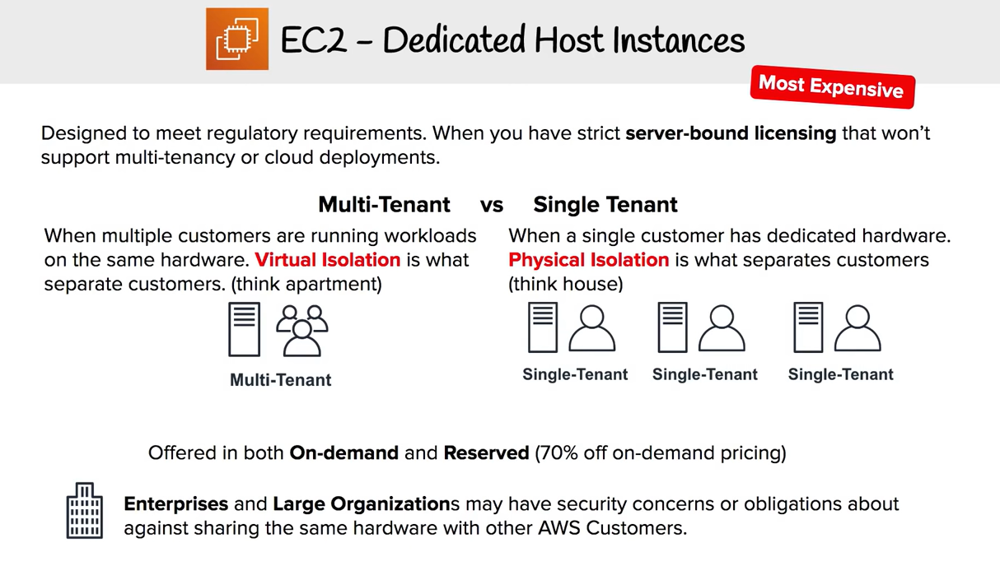 EC2 – Dedicated Host Instances
Most Expensive
Designed to meet regulatory requirements. When you have strict server-bound licensing that won’t
support multi-tenancy or cloud deployments.
Multi-Tenant vs Single Tenant
When multiple customers are running workloads
on the same hardware. Virtual Isolation is what
separate customers. (think apartment)
When a single customer has dedicated hardware.
Physical Isolation is what separates customers
(think house)
Multi-Tenant
Single-Tenant
Single-Tenant
Single-Tenant
Offered in both On-demand and Reserved (70% off on-demand pricing)
Enterprises and Large Organizations may have security concerns or obligations about
against sharing the same hardware with other AWS Customers.